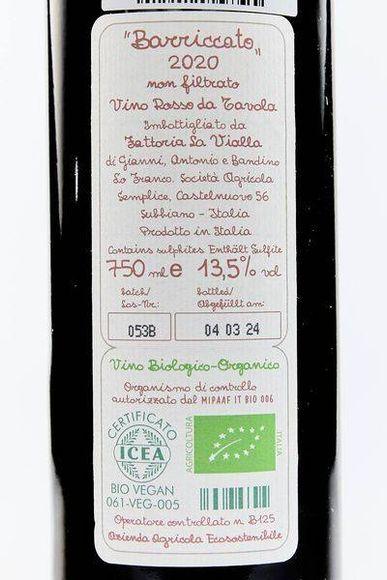 "Barriccato"
2020
non filtrato
Vino Rosso da Tavola
Imbottigliato da
Fattoria La Vialla
di Gianni, Antonio e Bandino
Lo Franco. Società Agricola
Semplice, Castelnuovo 56
Subbiano - Italia
Prodotto in Italia
Contains sulphites Enthält Sulfite
750 ml e 13,5% vol
batch/ bottled/
Los-Nr.: Abgefüllt am:
053B 04 03 24
Vino Biologico-Organico
Organismo di controllo
autorizzato dal MIPAAF IT BIO 006
CERTIFICATO
ICEA
AGRICOLTURA
ITALIA
BIO VEGAN
061-VEG-005
Operatore controllato n B125
Azienda Agricola Ecosostenibile